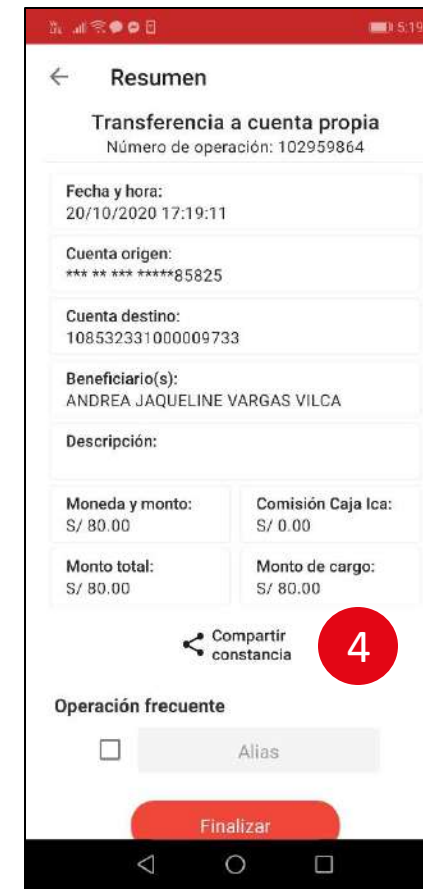 5:19
Resumen
Transferencia a cuenta propia
Número de operación: 102959864
Fecha y hora:
20/10/2020 17:19:11
Cuenta origen:
*** ** *** *****85825
Cuenta destino:
108532331000009733
Beneficiario(s):
ANDREA JAQUELINE VARGAS VILCA
Descripción:
Moneda y monto:
S/ 80.00
Comisión Caja Ica:
S/ 0.00
Monto total:
S/ 80.00
Monto de cargo:
S/ 80.00
Compartir
constancia
4
Operación frecuente
Alias
Finalizar